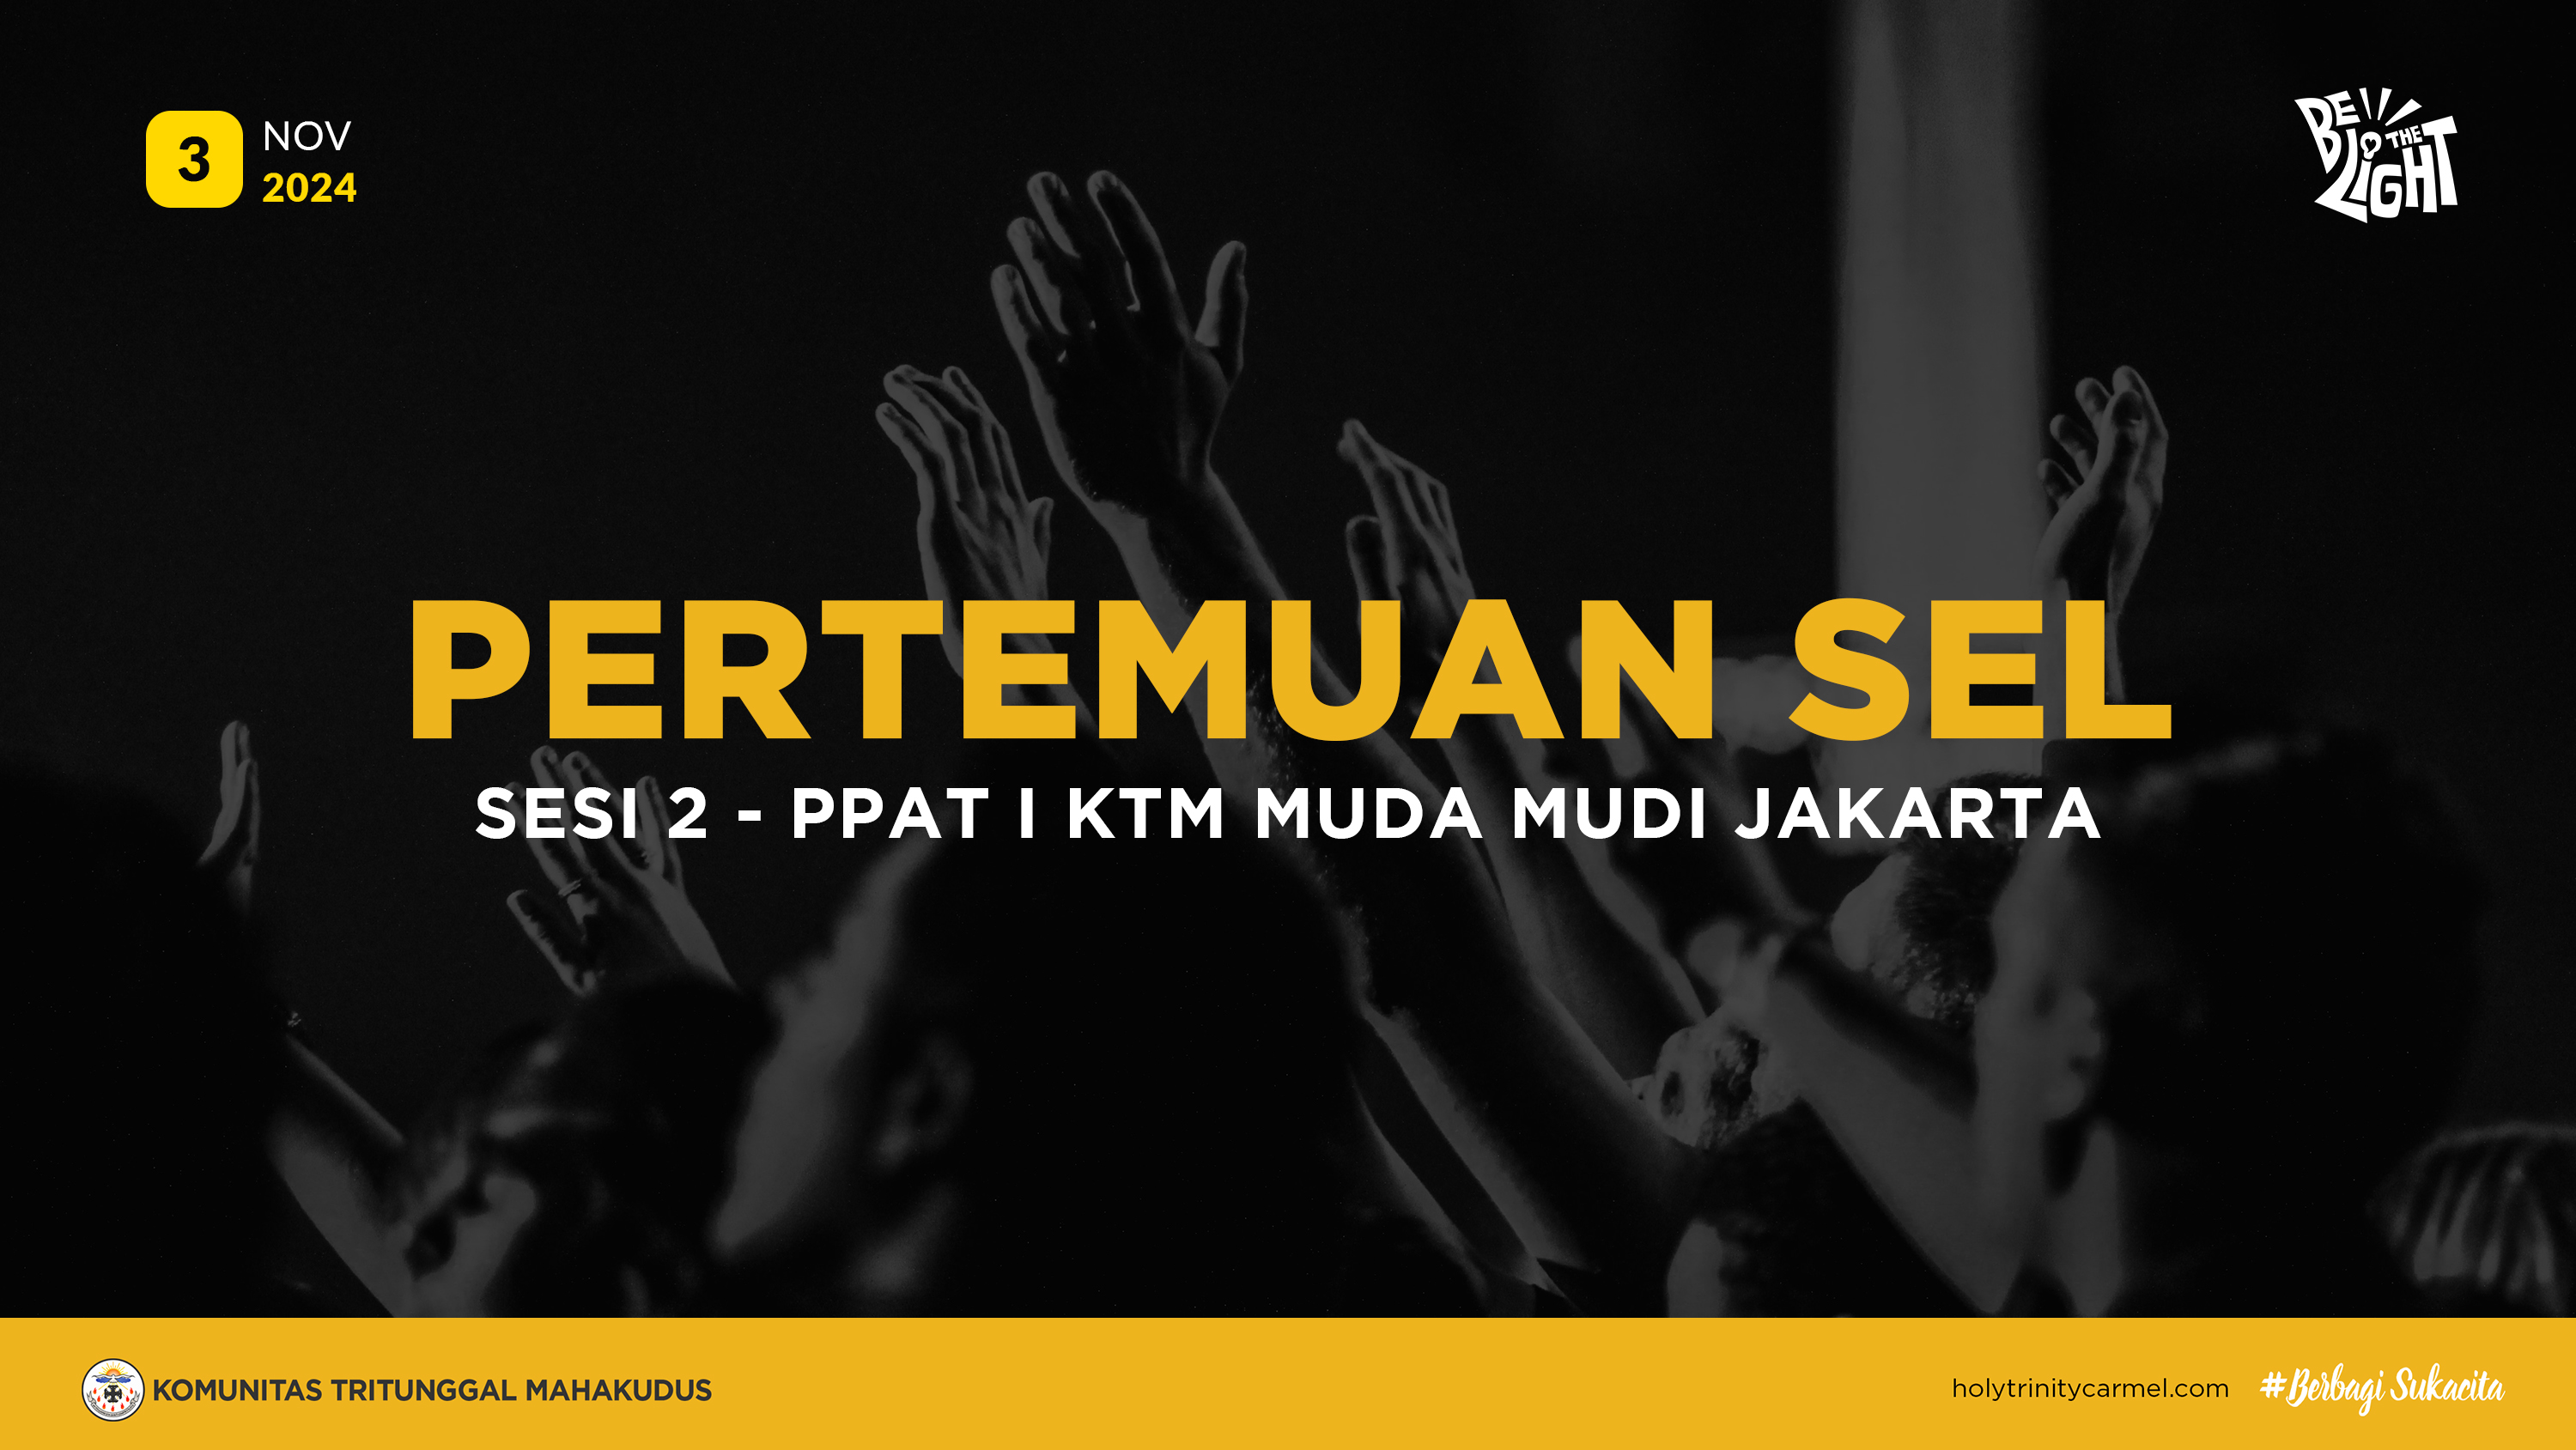 3
NOV
2024
BE
THE
LIGHT
PERTEMUAN SEL
SESI 2 - PPAT I KTM MUDA MUDI JAKARTA
KOMUNITAS TRITUNGGAL MAHAKUDUS
holytrinitycarmel.com
#Berbagi Sukacita